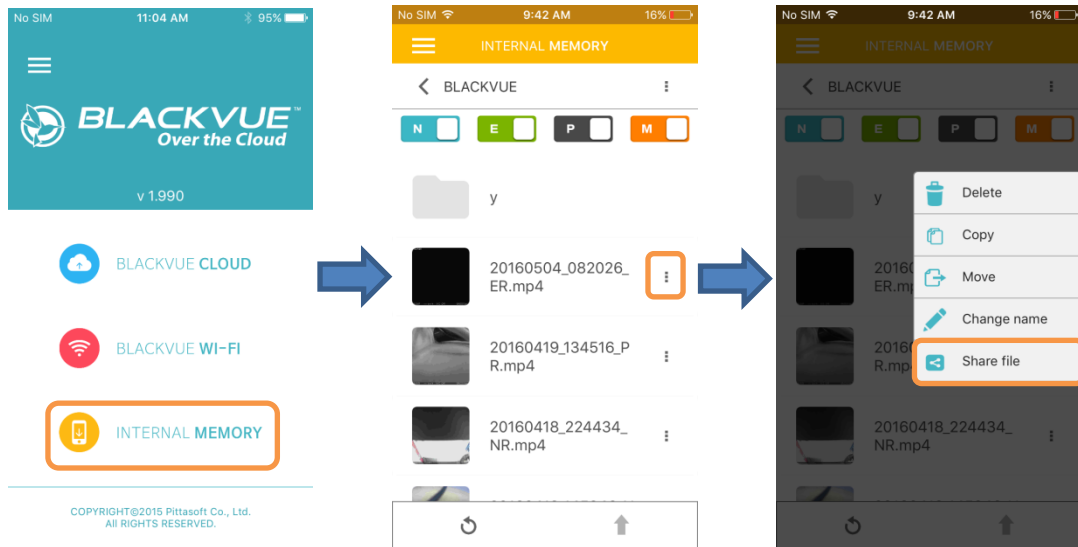 No SIM 11:04 AM 95%
BLACKVUE™
Over the Cloud
v 1.990
BLACKVUE CLOUD
BLACKVUE WI-FI
INTERNAL MEMORY
COPYRIGHT©2015 Pittasoft Co., Ltd.
All RIGHTS RESERVED.
No SIM 9:42 AM 16%
INTERNAL MEMORY
BLACKVUE
N E P M
y
20160504_082026_
ER.mp4
20160419_134516_P
R.mp4
20160418_224434_
NR.mp4
No SIM 9:42 AM 16%
INTERNAL MEMORY
BLACKVUE
N E P M
y
Delete
Copy
Move
Change name
Share file
20160418_224434_
NR.mp4